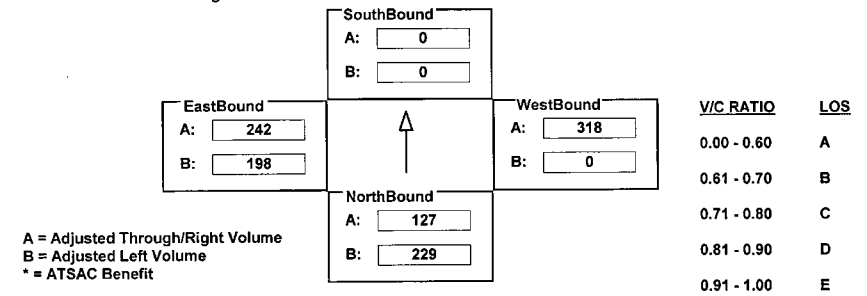 SouthBound
A: 0
B: 0
EastBound
A: 242
B: 198
WestBound
A: 318
B: 0
NorthBound
A: 127
B: 229
A = Adjusted Through/Right Volume
B = Adjusted Left Volume
* = ATSAC Benefit
V/C RATIO LOS
0.00 - 0.60 A
0.61 - 0.70 B
0.71 - 0.80 C
0.81 - 0.90 D
0.91 - 1.00 E